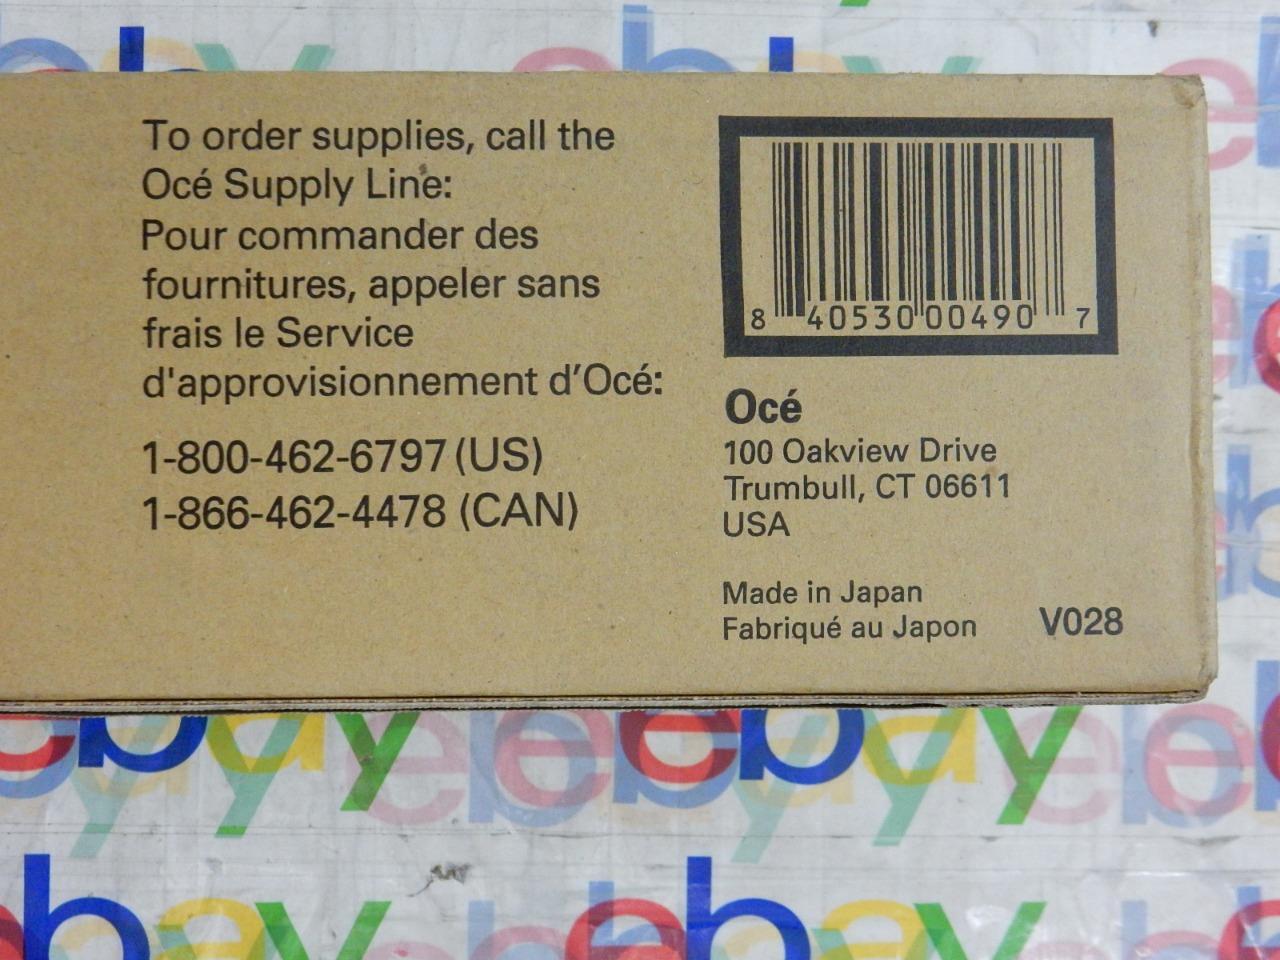 To order supplies, call the
Océ Supply Line:
Pour commander des
fournitures, appeler sans
frais le Service
d'approvisionnement d’Océ:
1-800-462-6797 (US)
1-866-462-4478 (CAN)
8 40530 00490 7
Océ
100 Oakview Drive
Trumbull, CT 06611
USA
Made in Japan
Fabriqué au Japon
V028
ebay ebay